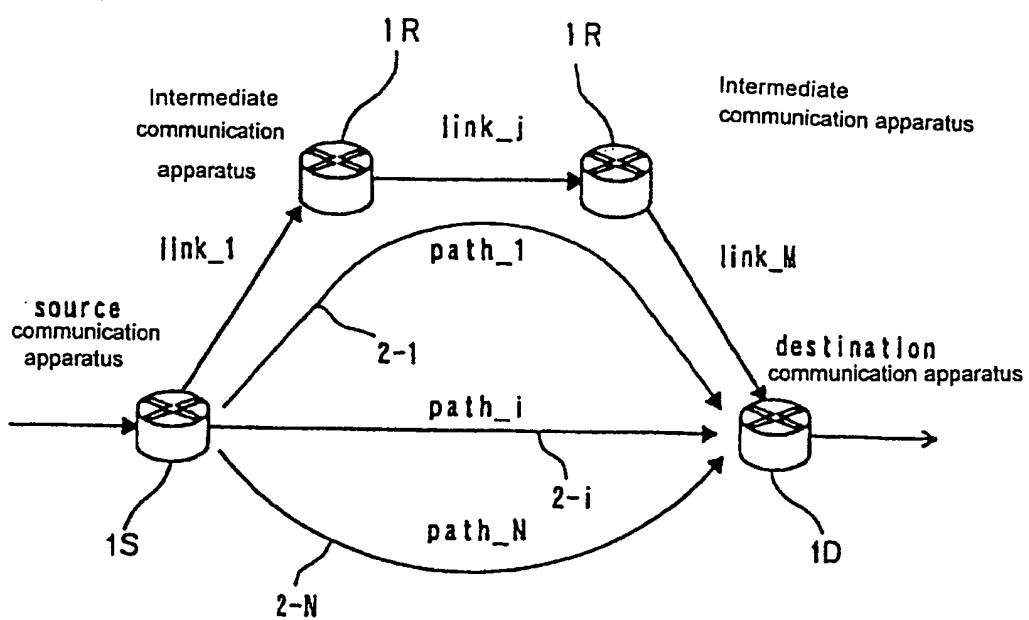 1R
1R
Intermediate
communication
apparatus
Intermediate
communication apparatus
link_j
link_1
path_1
link_M
source
communication
apparatus
2-1
destination
communication apparatus
path_i
2-i
1S
path_N
1D
2-N